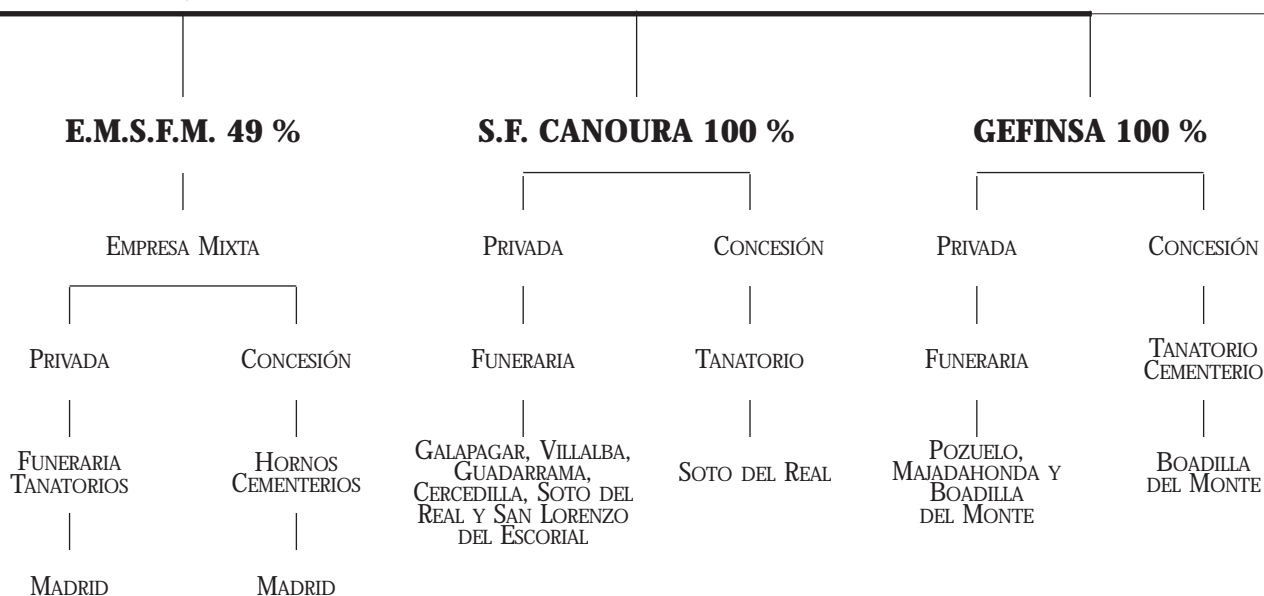 E.M.S.F.M. 49 %
S.F. CANOURA 100 %
GEFINSA 100 %
EMPRESA MIXTA
PRIVADA
CONCESIÓN
PRIVADA
CONCESIÓN
PRIVADA
CONCESIÓN
FUNERARIA
TANATORIO
FUNERARIA
TANATORIO
CEMENTERIO
FUNERARIA
TANATORIOS
HORNOS
CEMENTERIOS
GALAPAGAR, VILLALBA,
GUADARRAMA,
CERCEDILLA, SOTO DEL
REAL Y SAN LORENZO
DEL ESCORIAL
SOTO DEL REAL
POZUELO,
MAJADAHONDA Y
BOADILLA
DEL MONTE
BOADILLA
DEL MONTE
MADRID
MADRID